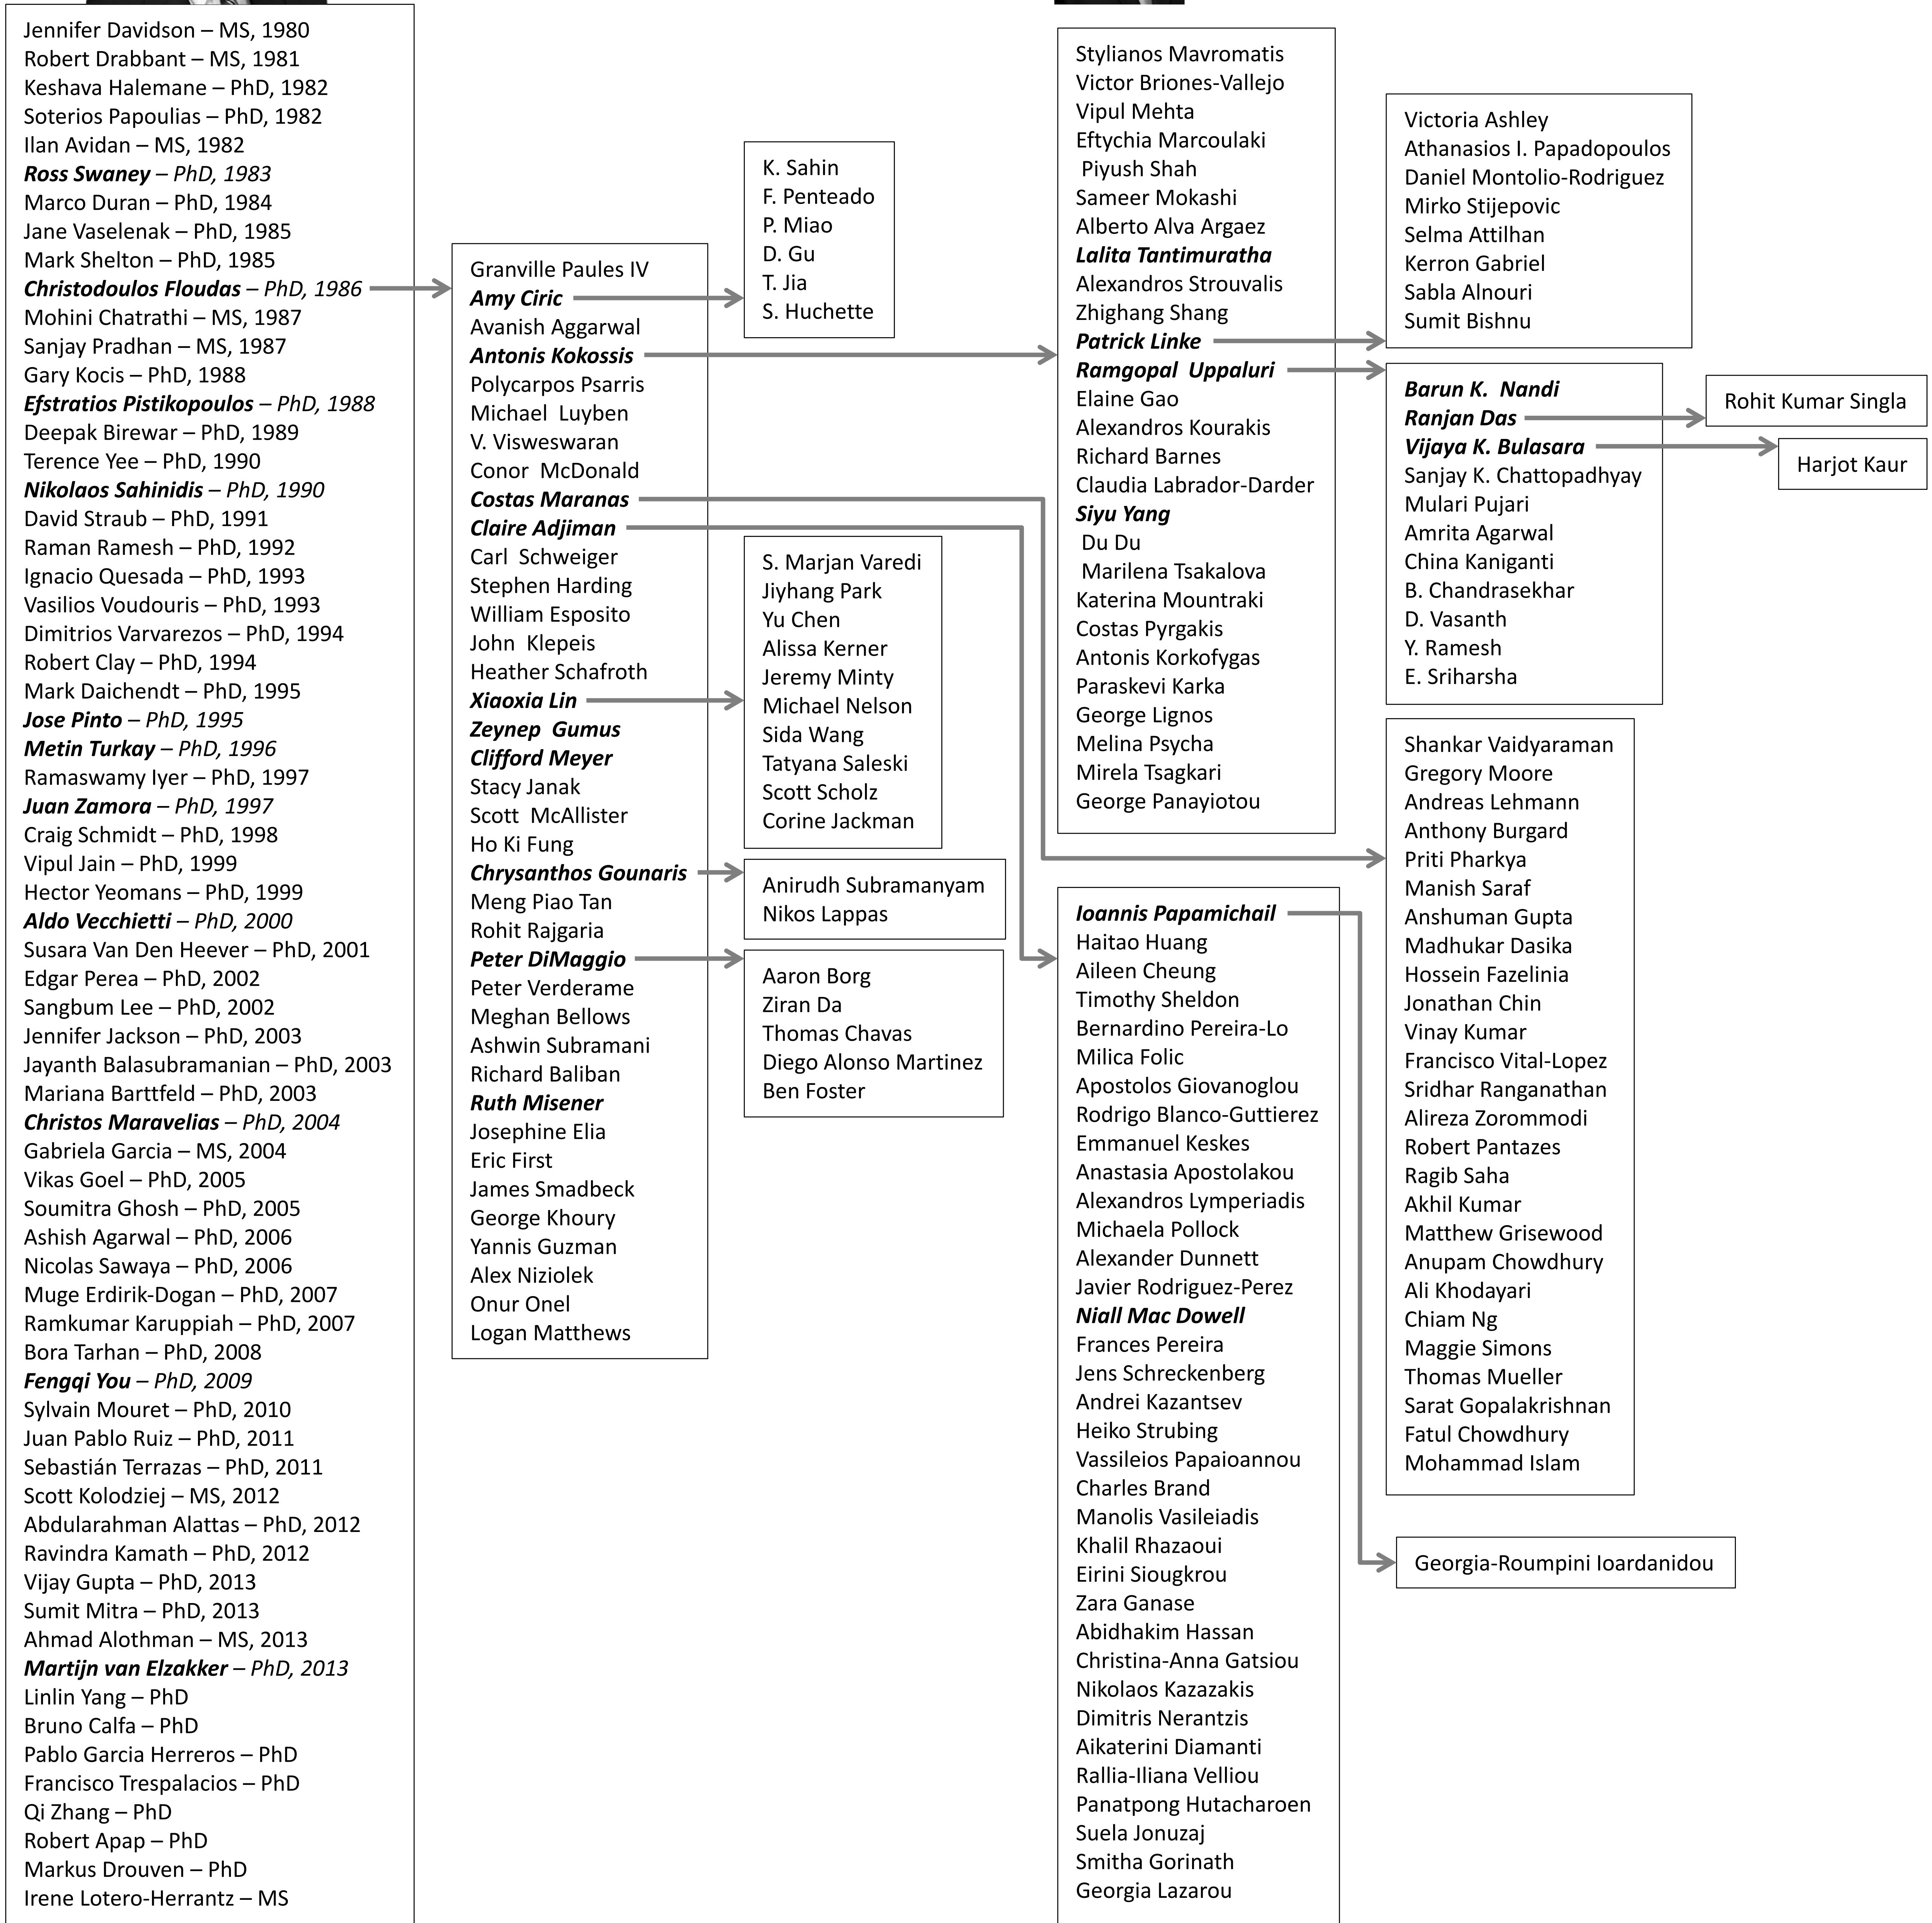 Jennifer Davidson – MS, 1980
Robert Drabbant – MS, 1981
Keshava Halemane – PhD, 1982
Soterios Papoulias – PhD, 1982
Ilan Avidan – MS, 1982
Ross Swaney – PhD, 1983
Marco Duran – PhD, 1984
Jane Vaselenak – PhD, 1985
Mark Shelton – PhD, 1985
Christodoulos Floudas – PhD, 1986
Mohini Chatrathi – MS, 1987
Sanjay Pradhan – MS, 1987
Gary Kocis – PhD, 1988
Efstratios Pistikopoulos – PhD, 1988
Deepak Birewar – PhD, 1989
Terence Yee – PhD, 1990
Nikolaos Sahinidis – PhD, 1990
David Straub – PhD, 1991
Raman Ramesh – PhD, 1992
Ignacio Quesada – PhD, 1993
Vasilios Voudouris – PhD, 1993
Dimitrios Varvarezos – PhD, 1994
Robert Clay – PhD, 1994
Mark Daichendt – PhD, 1995
Jose Pinto – PhD, 1995
Metin Turkay – PhD, 1996
Ramaswamy Iyer – PhD, 1997
Juan Zamora – PhD, 1997
Craig Schmidt – PhD, 1998
Vipul Jain – PhD, 1999
Hector Yeomans – PhD, 1999
Aldo Vecchietti – PhD, 2000
Susara Van Den Heever – PhD, 2001
Edgar Perea – PhD, 2002
Sangbum Lee – PhD, 2002
Jennifer Jackson – PhD, 2003
Jayanth Balasubramanian – PhD, 2003
Mariana Barttfeld – PhD, 2003
Christos Maravelias – PhD, 2004
Gabriela Garcia – MS, 2004
Vikas Goel – PhD, 2005
Soumitra Ghosh – PhD, 2005
Ashish Agarwal – PhD, 2006
Nicolas Sawaya – PhD, 2006
Muge Erdirik-Dogan – PhD, 2007
Ramkumar Karuppiah – PhD, 2007
Bora Tarhan – PhD, 2008
Fengqi You – PhD, 2009
Sylvain Mouret – PhD, 2010
Juan Pablo Ruiz – PhD, 2011
Sebastián Terrazas – PhD, 2011
Scott Kolodziej – MS, 2012
Abdularahman Alattas – PhD, 2012
Ravindra Kamath – PhD, 2012
Vijay Gupta – PhD, 2013
Sumit Mitra – PhD, 2013
Ahmad Alothman – MS, 2013
Martijn van Elzakker – PhD, 2013
Linlin Yang – PhD
Bruno Calfa – PhD
Pablo Garcia Herreros – PhD
Francisco Trespalacios – PhD
Qi Zhang – PhD
Robert Apap – PhD
Markus Drouven – PhD
Irene Lotero-Herrantz – MS
Granville Paules IV
Amy Ciric
Avanish Aggarwal
Antonis Kokossis
Polycarpos Psarris
Michael Luyben
V. Visweswaran
Conor McDonald
Costas Maranas
Claire Adjiman
Carl Schweiger
Stephen Harding
William Esposito
John Klepeis
Heather Schafroth
Xiaoxia Lin
Zeynep Gumus
Clifford Meyer
Stacy Janak
Scott McAllister
Ho Ki Fung
Chrysanthos Gounaris
Meng Piao Tan
Rohit Rajgaria
Peter DiMaggio
Peter Verderame
Meghan Bellows
Ashwin Subramani
Richard Baliban
Ruth Misener
Josephine Elia
Eric First
James Smadbeck
George Khoury
Yannis Guzman
Alex Niziolek
Onur Onel
Logan Matthews
K. Sahin
F. Penteado
P. Miao
D. Gu
T. Jia
S. Huchette
S. Marjan Varedi
Jiyhang Park
Yu Chen
Alissa Kerner
Jeremy Minty
Michael Nelson
Sida Wang
Tatyana Saleski
Scott Scholz
Corine Jackman
Anirudh Subramanyam
Nikos Lappas
Aaron Borg
Ziran Da
Thomas Chavas
Diego Alonso Martinez
Ben Foster
Stylianos Mavromatis
Victor Briones-Vallejo
Vipul Mehta
Eftychia Marcoulaki
Piyush Shah
Sameer Mokashi
Alberto Alva Argaez
Lalita Tantimuratha
Alexandros Strouvalis
Zhighang Shang
Patrick Linke
Ramgopal Uppaluri
Elaine Gao
Alexandros Kourakis
Richard Barnes
Claudia Labrador-Darder
Siyu Yang
Du Du
Marilena Tsakalova
Katerina Mountraki
Costas Pyrgakis
Antonis Korkofygas
Paraskevi Karka
George Lignos
Melina Psycha
Mirela Tsagkari
George Panayiotou
Ioannis Papamichail
Haitao Huang
Aileen Cheung
Timothy Sheldon
Bernardino Pereira-Lo
Milica Folic
Apostolos Giovanoglou
Rodrigo Blanco-Guttierez
Emmanuel Keskes
Anastasia Apostolakou
Alexandros Lymperiadis
Michaela Pollock
Alexander Dunnett
Javier Rodriguez-Perez
Niall Mac Dowell
Frances Pereira
Jens Schreckenberg
Andrei Kazantsev
Heiko Strubing
Vassileios Papaioannou
Charles Brand
Manolis Vasileiadis
Khalil Rhazaoui
Eirini Siougkrou
Zara Ganase
Abidhakim Hassan
Christina-Anna Gatsiou
Nikolaos Kazazakis
Dimitris Nerantzis
Aikaterini Diamanti
Rallia-Iliana Velliou
Panatpong Hutacharoen
Suela Jonuzaj
Smitha Gorinath
Georgia Lazarou
Victoria Ashley
Athanasios I. Papadopoulos
Daniel Montolio-Rodriguez
Mirko Stijepovic
Selma Attilhan
Kerron Gabriel
Sabla Alnouri
Sumit Bishnu
Barun K. Nandi
Ranjan Das
Vijaya K. Bulasara
Sanjay K. Chattopadhyay
Mulari Pujari
Amrita Agarwal
China Kaniganti
B. Chandrasekhar
D. Vasanth
Y. Ramesh
E. Sriharsha
Rohit Kumar Singla
Harjot Kaur
Shankar Vaidyaraman
Gregory Moore
Andreas Lehmann
Anthony Burgard
Priti Pharkya
Manish Saraf
Anshuman Gupta
Madhukar Dasika
Hossein Fazelinia
Jonathan Chin
Vinay Kumar
Francisco Vital-Lopez
Sridhar Ranganathan
Alireza Zorommodi
Robert Pantazes
Ragib Saha
Akhil Kumar
Matthew Grisewood
Anupam Chowdhury
Ali Khodayari
Chiam Ng
Maggie Simons
Thomas Mueller
Sarat Gopalakrishnan
Fatul Chowdhury
Mohammad Islam
Georgia-Roumpini Ioardanidou